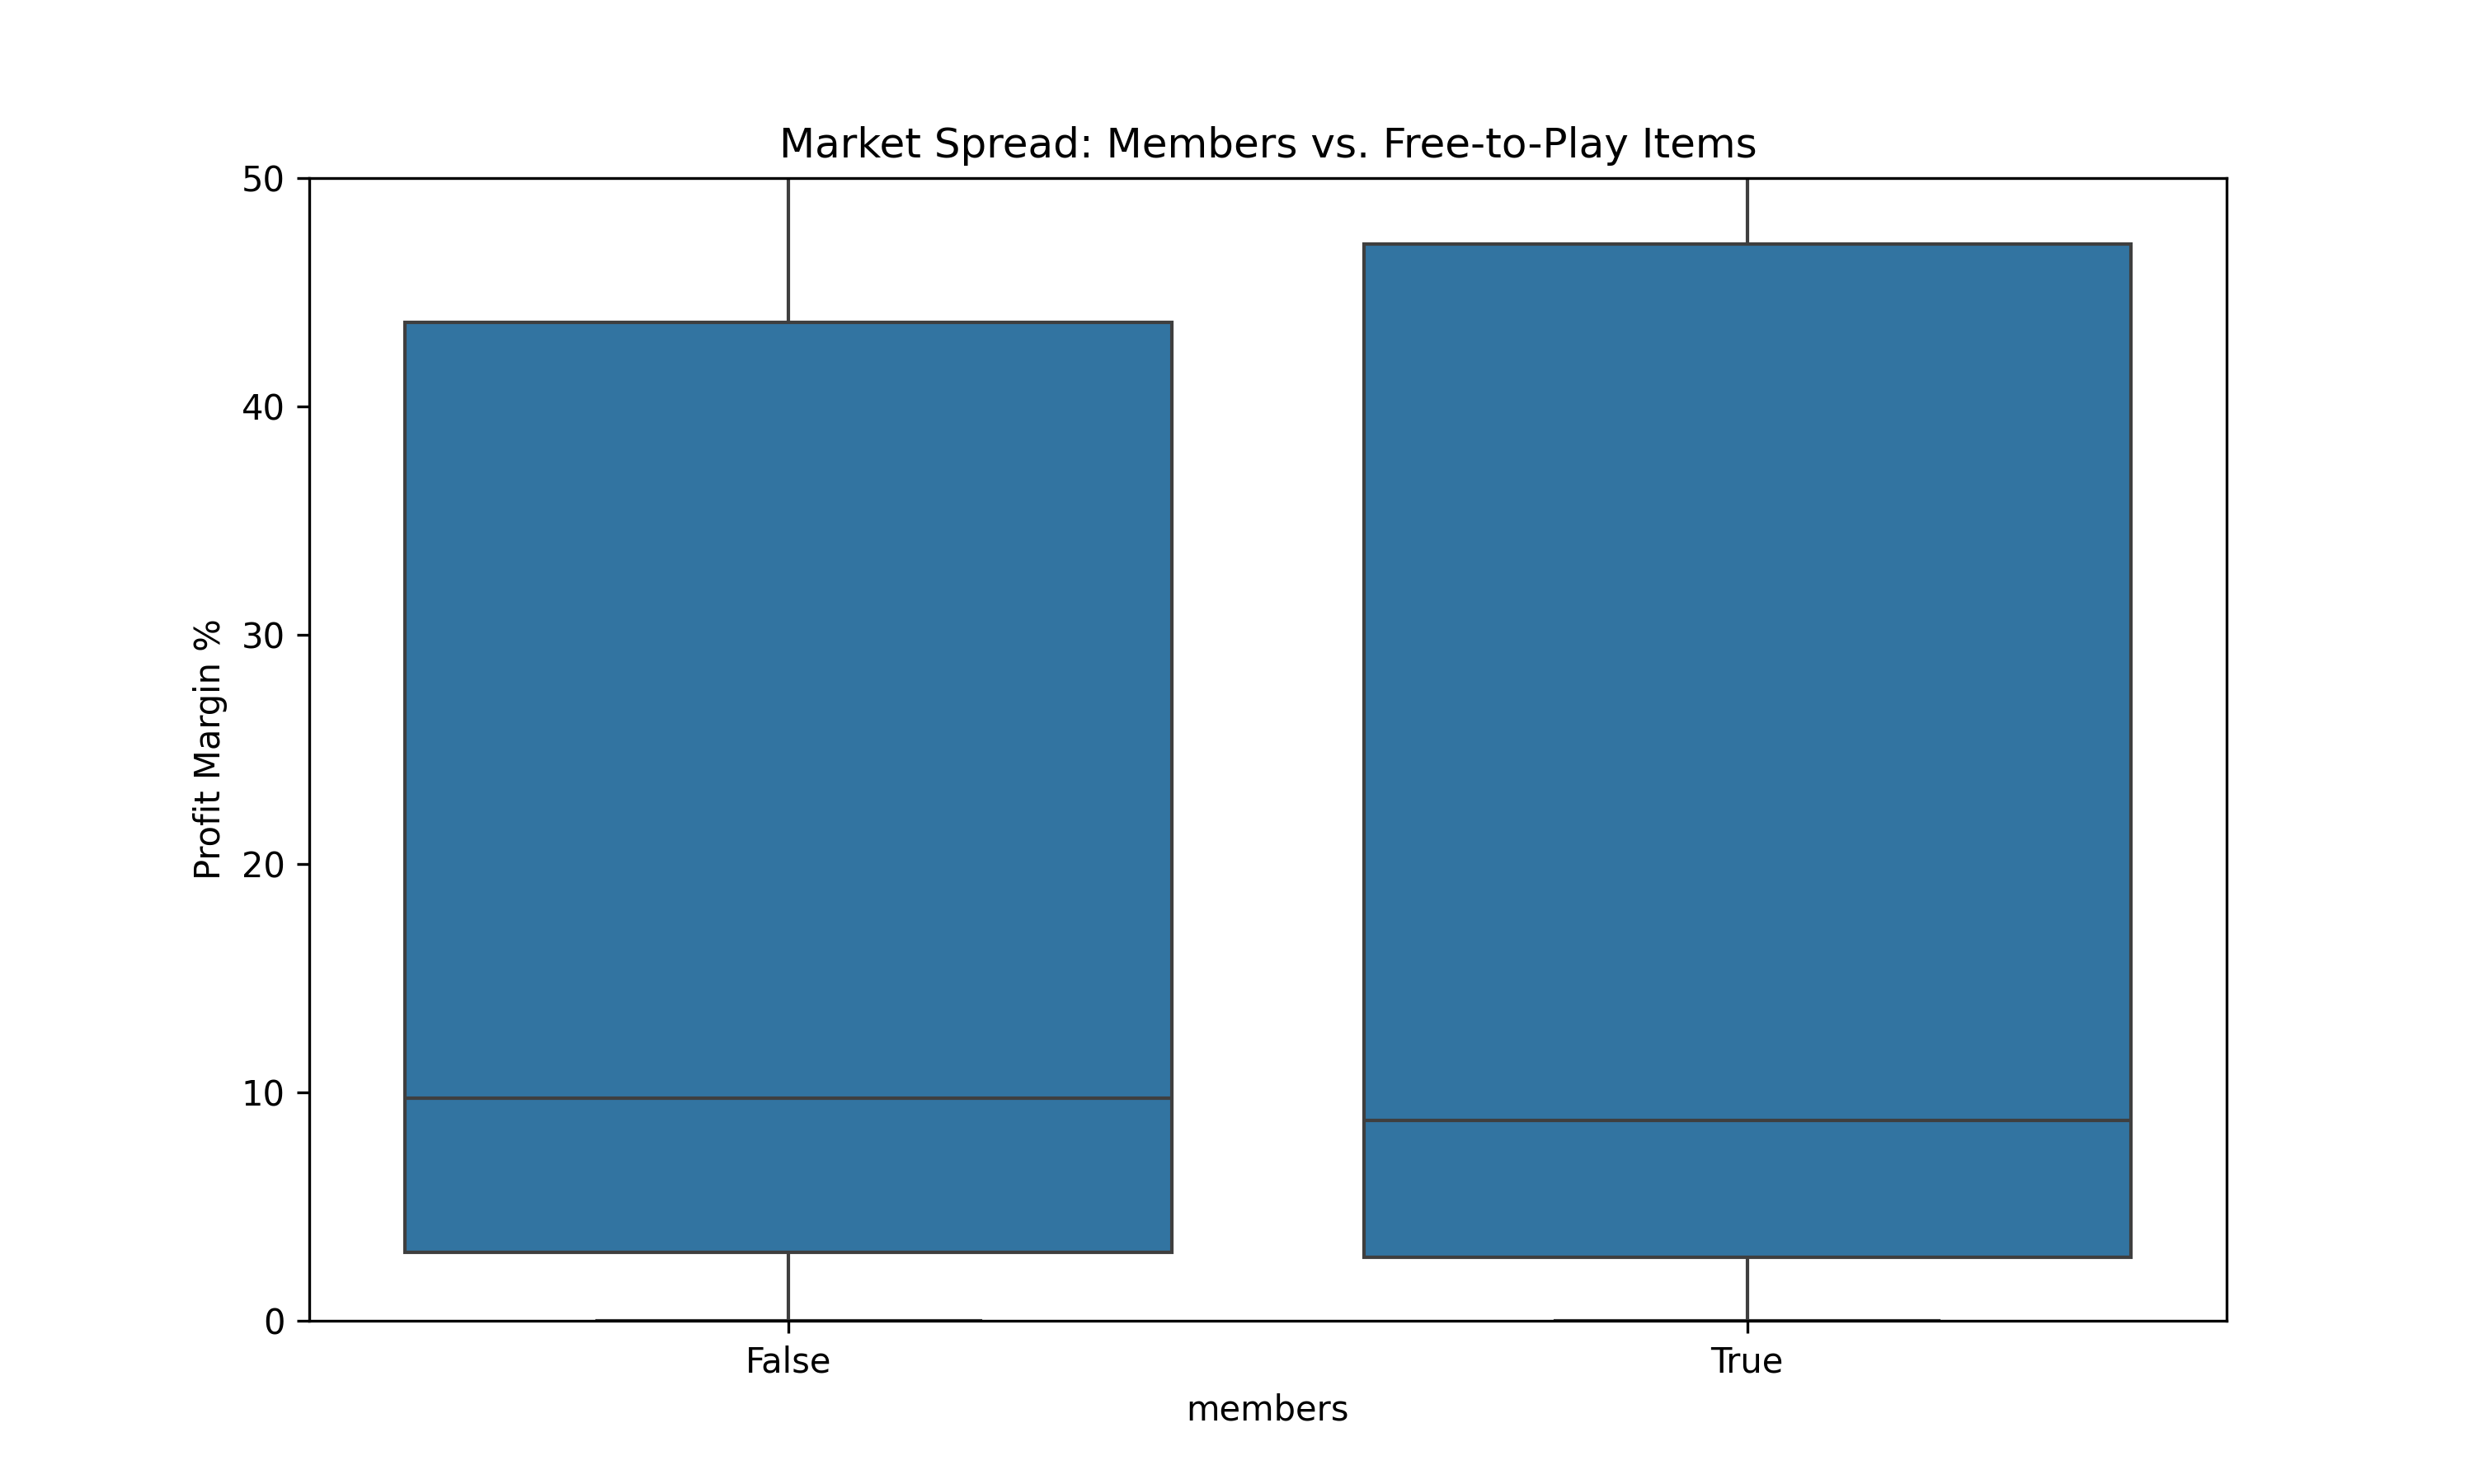 Market Spread: Members vs. Free-to-Play Items
50
40
30
20
10
0
Profit Margin %
False
True
members